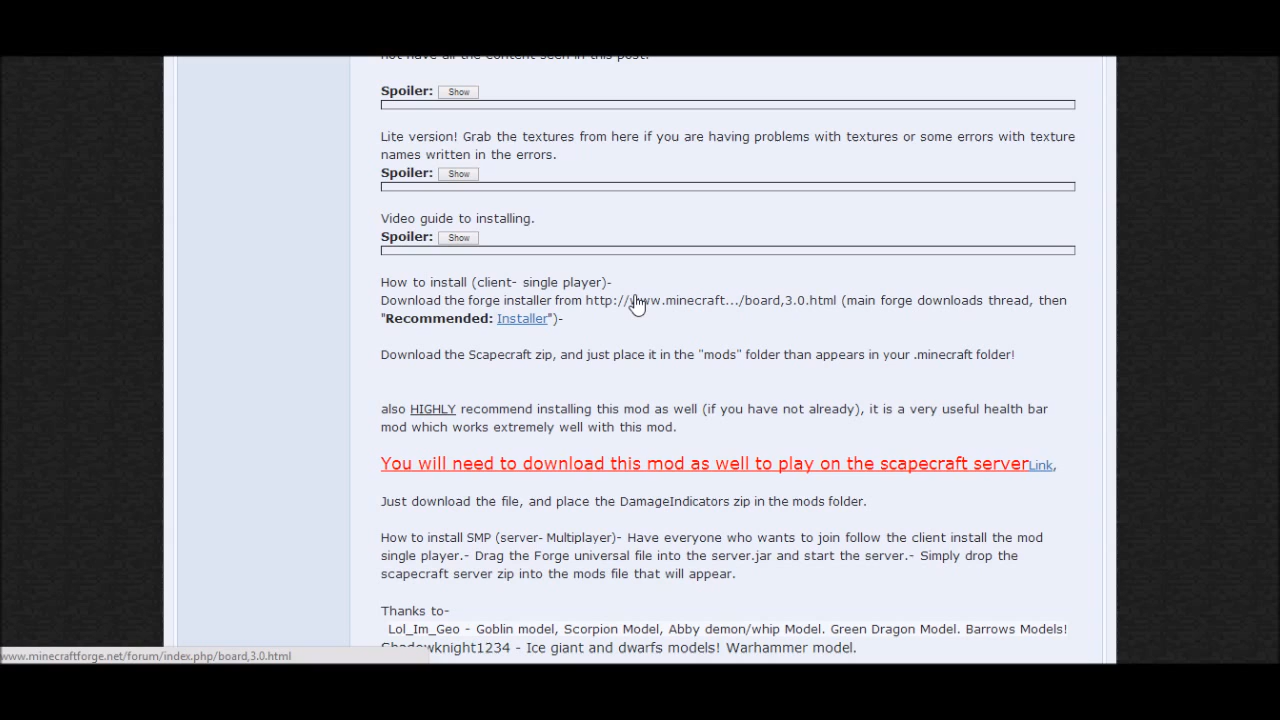 not have all the content seen in this post.
Spoiler: Show
Lite version! Grab the textures from here if you are having problems with textures or some errors with texture
names written in the errors.
Spoiler: Show
Video guide to installing.
Spoiler: Show
How to install (client- single player)-
Download the forge installer from http://www.minecraft.../board,3.0.html (main forge downloads thread, then
"Recommended: Installer")-
Download the Scapecraft zip, and just place it in the "mods" folder than appears in your .minecraft folder!
also HIGHLY recommend installing this mod as well (if you have not already), it is a very useful health bar
mod which works extremely well with this mod.
You will need to download this mod as well to play on the scapecraft serverLink,
Just download the file, and place the DamageIndicators zip in the mods folder.
How to install SMP (server- Multiplayer)- Have everyone who wants to join follow the client install the mod
single player.- Drag the Forge universal file into the server.jar and start the server.- Simply drop the
scapecraft server zip into the mods file that will appear.
Thanks to-
Lol_Im_Geo - Goblin model, Scorpion Model, Abby demon/whip Model. Green Dragon Model. Barrows Models!
Shadowknight1234 - Ice giant and dwarfs models! Warhammer model.
www.minecraftforge.net/forum/index.php/board,3.0.html